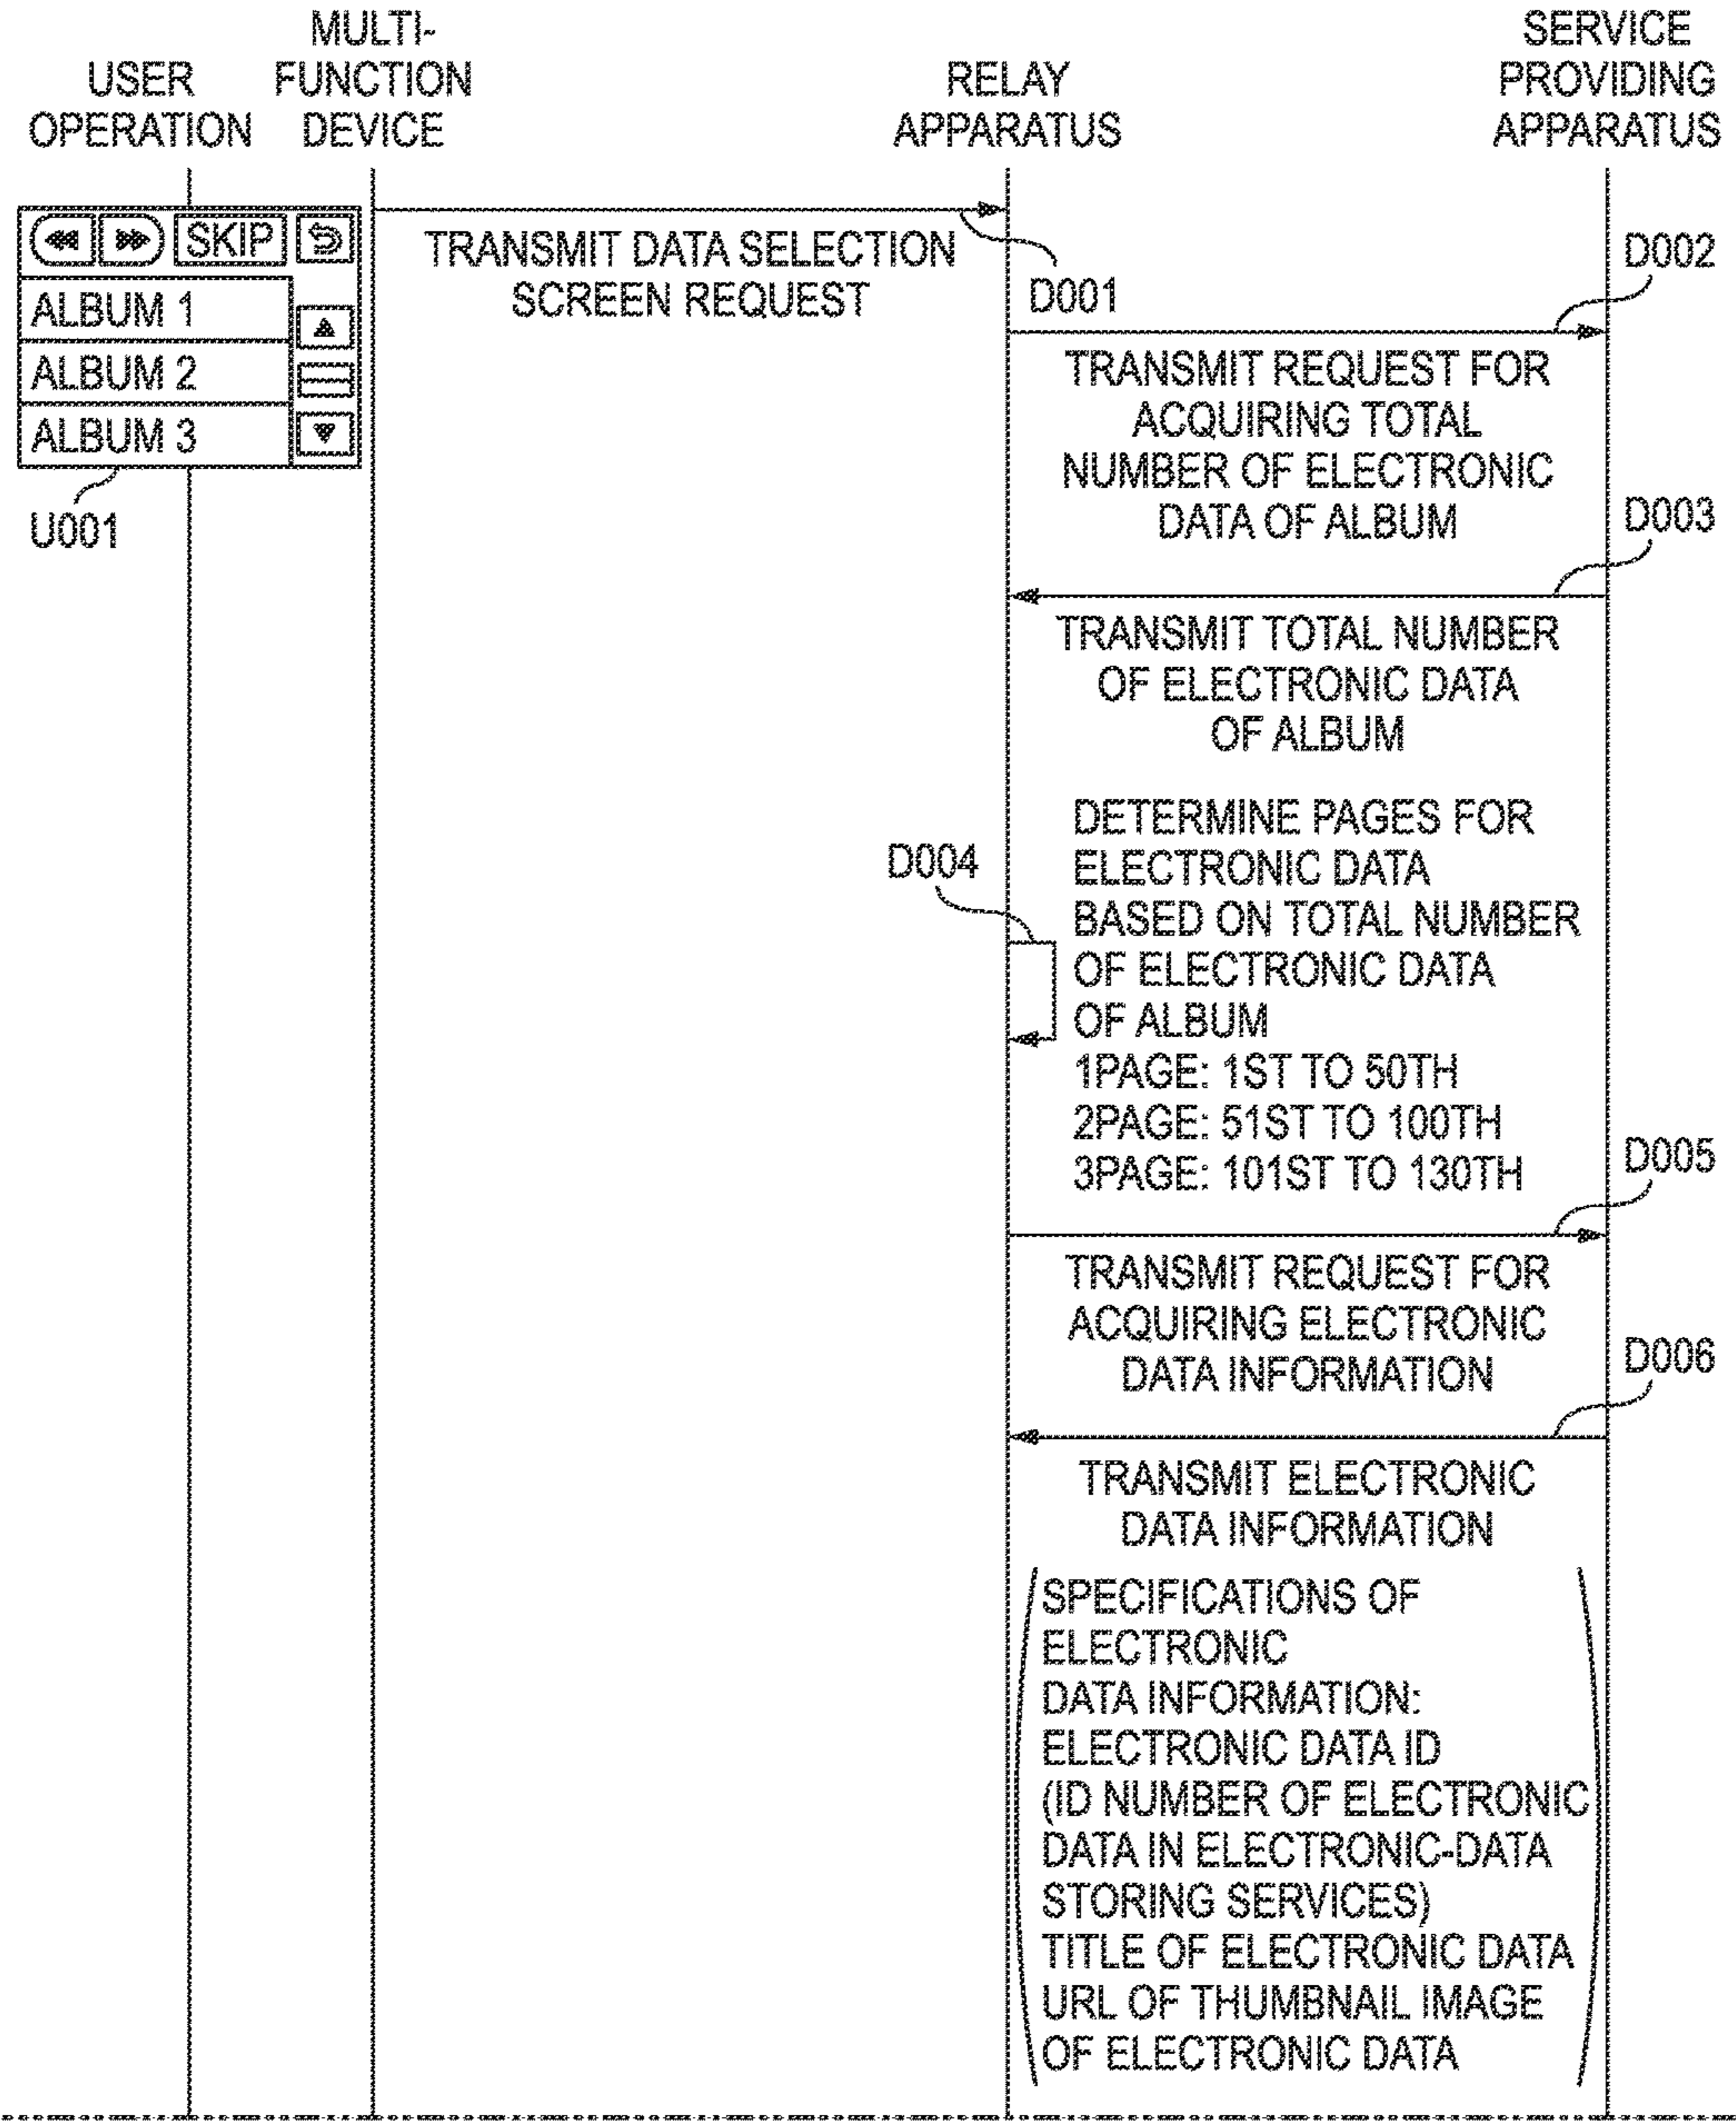 USER
OPERATION
MULTI-
FUNCTION
DEVICE
RELAY
APPARATUS
SERVICE
PROVIDING
APPARATUS
SKIP
ALBUM 1
ALBUM 2
ALBUM 3
U001
TRANSMIT DATA SELECTION
SCREEN REQUEST
D001
D002
TRANSMIT REQUEST FOR
ACQUIRING TOTAL
NUMBER OF ELECTRONIC
DATA OF ALBUM
D003
TRANSMIT TOTAL NUMBER
OF ELECTRONIC DATA
OF ALBUM
D004
DETERMINE PAGES FOR
ELECTRONIC DATA
BASED ON TOTAL NUMBER
OF ELECTRONIC DATA
OF ALBUM
1PAGE: 1ST TO 50TH
2PAGE: 51ST TO 100TH
3PAGE: 101ST TO 130TH
D005
TRANSMIT REQUEST FOR
ACQUIRING ELECTRONIC
DATA INFORMATION
D006
TRANSMIT ELECTRONIC
DATA INFORMATION
SPECIFICATIONS OF
ELECTRONIC
DATA INFORMATION:
ELECTRONIC DATA ID
(ID NUMBER OF ELECTRONIC
DATA IN ELECTRONIC-DATA
STORING SERVICES)
TITLE OF ELECTRONIC DATA
URL OF THUMBNAIL IMAGE
OF ELECTRONIC DATA